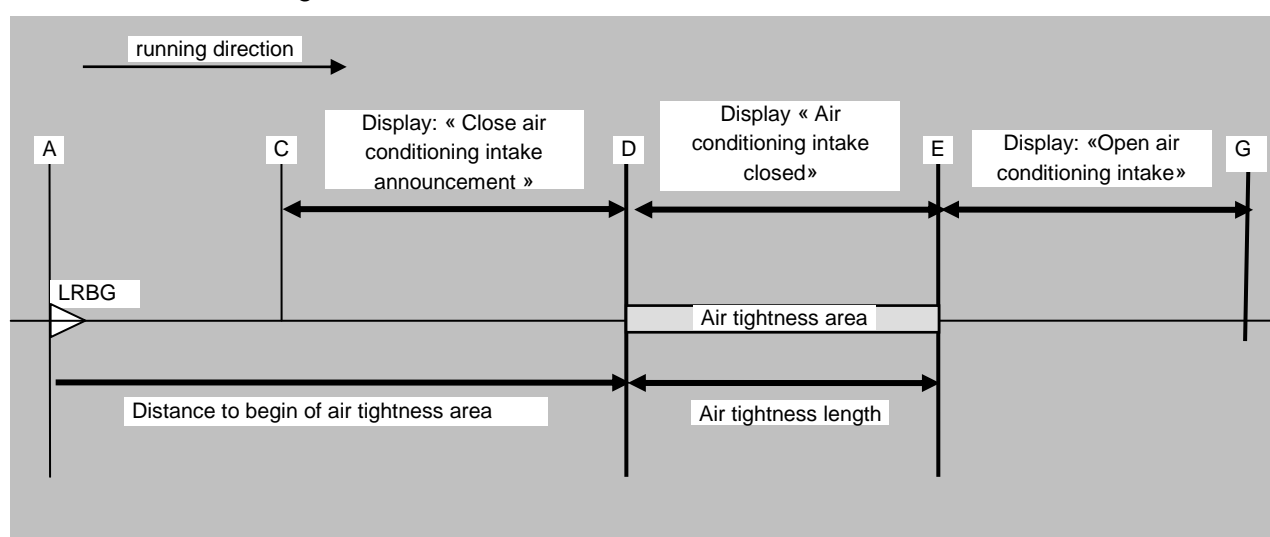 running direction
Display: « Close air
conditioning intake
announcement »
Display « Air
conditioning intake
closed»
Display: «Open air
conditioning intake»
A
C
D
E
G
LRBG
Air tightness area
Distance to begin of air tightness area
Air tightness length